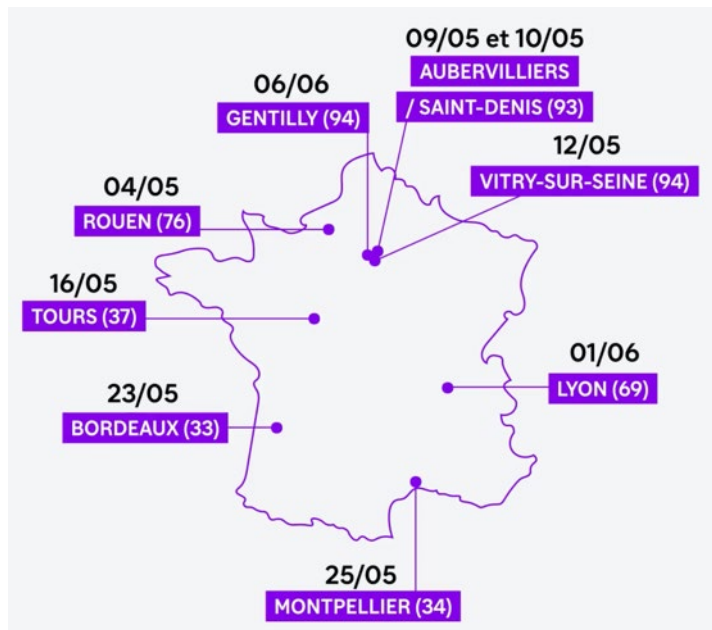 09/05 et 10/05
AUBERVILLIERS
/ SAINT-DENIS (93)
06/06
GENTILLY (94)
12/05
VITRY-SUR-SEINE (94)
04/05
ROUEN (76)
16/05
TOURS (37)
01/06
LYON (69)
23/05
BORDEAUX (33)
25/05
MONTPELLIER (34)